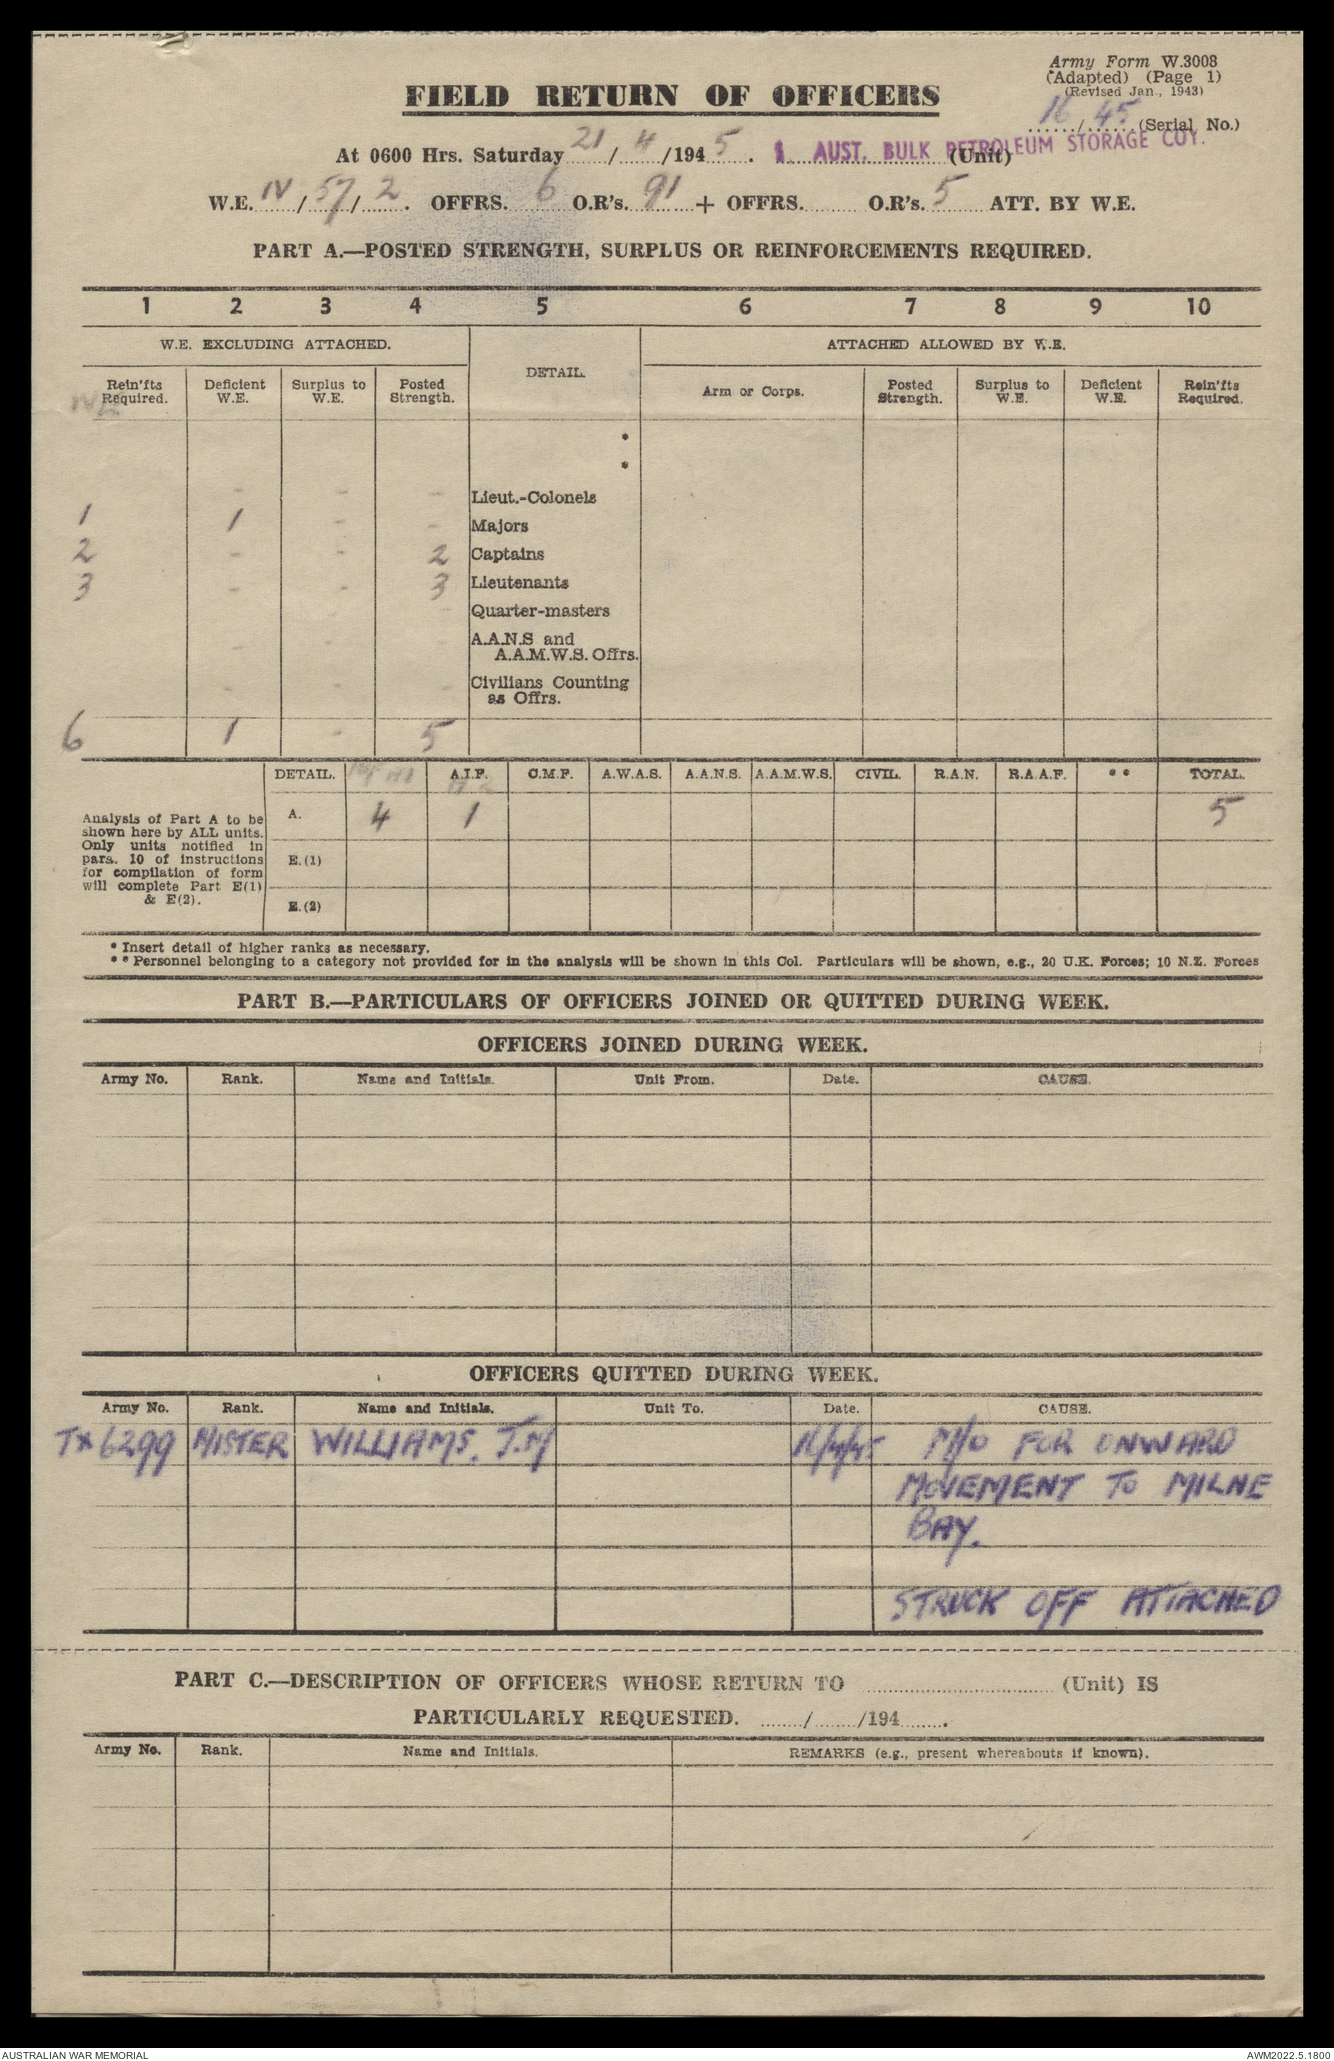 Army Form W.3008
(Adapted) (Page 1)
(Revised Jan., 1943)
FIELD RETURN OF OFFICERS
16/45 (Serial No.)
At 0600 Hrs. Saturday 21/4/1945. 1 AUST. BULK PETROLEUM STORAGE COY. (Unit)
W.E. IV/57/2. OFFRS. 6 O.R's. 91 + OFFRS. O.R's. 5 ATT. BY W.E.
PART A.—POSTED STRENGTH, SURPLUS OR REINFORCEMENTS REQUIRED.
1 2 3 4 5 6 7 8 9 10
W.E. EXCLUDING ATTACHED. DETAIL. ATTACHED ALLOWED BY W.E.
Rein'fts Required. Deficient W.E. Surplus to W.E. Posted Strength. Arm or Corps. Posted Strength. Surplus to W.E. Deficient W.E. Rein'fts Required.
WE
*
*
- - - Lieut.-Colonels
1 1 - - Majors
2 - - 2 Captains
3 - - 3 Lieutenants
Quarter-masters
- - - A.A.N.S and
A.A.M.W.S. Offrs.
- - - Civilians Counting
as Offrs.
6 1 - 5
DETAIL. A.I.F. C.M.F. A.W.A.S. A.A.N.S. A.A.M.W.S. CIVIL. R.A.N. R.A.A.F. * * TOTAL.
A. 4 1 5
E.(1)
E.(2)
Analysis of Part A to be
shown here by ALL units.
Only units notified in
para. 10 of instructions
for compilation of form
will complete Part E(1)
& E(2).
* Insert detail of higher ranks as necessary.
* * Personnel belonging to a category not provided for in the analysis will be shown in this Col. Particulars will be shown, e.g., 20 U.K. Forces; 10 N.Z. Forces
PART B.—PARTICULARS OF OFFICERS JOINED OR QUITTED DURING WEEK.
OFFICERS JOINED DURING WEEK.
Army No. Rank. Name and Initials. Unit From. Date. CAUSE.
OFFICERS QUITTED DURING WEEK.
Army No. Rank. Name and Initials. Unit To. Date. CAUSE.
TX6299 MISTER WILLIAMS. J.M M/O FOR ONWARD
MOVEMENT TO MILNE
BAY.
STRUCK OFF ATTACHED
PART C.—DESCRIPTION OF OFFICERS WHOSE RETURN TO (Unit) IS
PARTICULARLY REQUESTED. / /194 .
Army No. Rank. Name and Initials. REMARKS (e.g., present whereabouts if known).
AUSTRALIAN WAR MEMORIAL AWM2022.5.1800